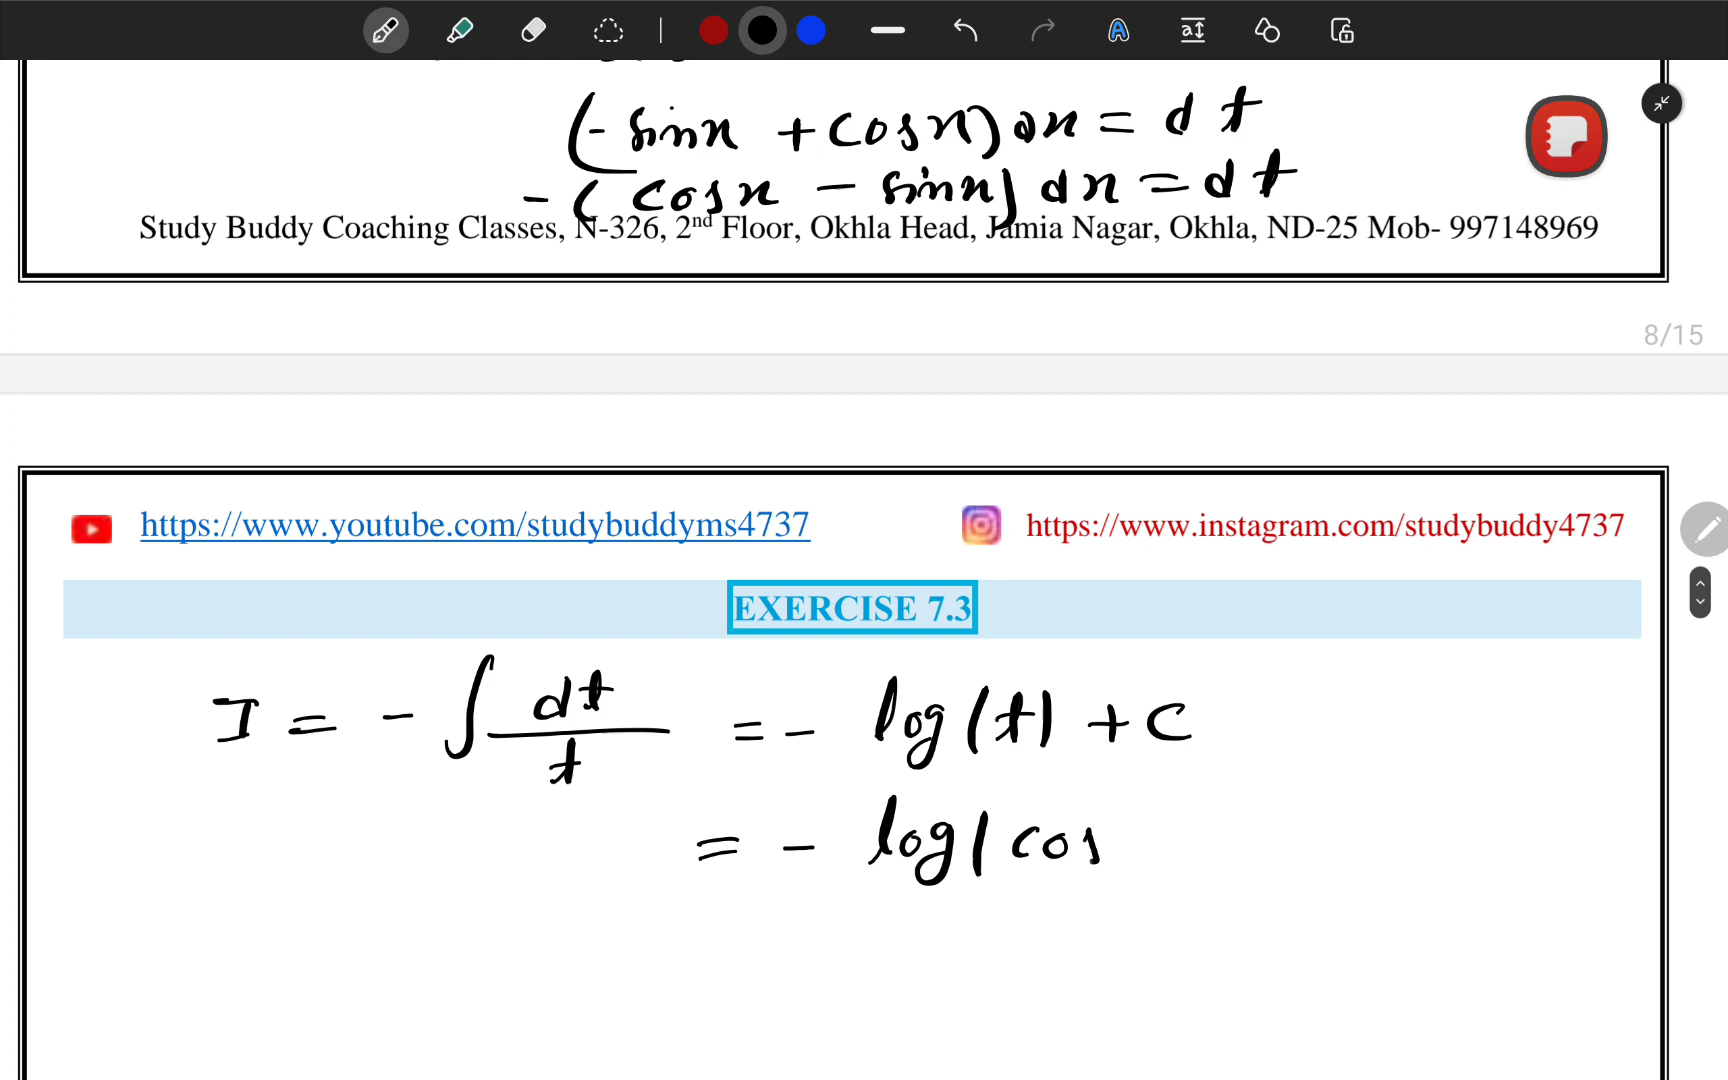 (- sinx + cosx) dx = dt
- ( cosx - sinx) dx = dt
Study Buddy Coaching Classes, N-326, 2nd Floor, Okhla Head, Jamia Nagar, Okhla, ND-25 Mob- 997148969
8/15
https://www.youtube.com/studybuddyms4737 https://www.instagram.com/studybuddy4737
EXERCISE 7.3
I = - ∫ dt/t = - log(t) + C
= - log| cos